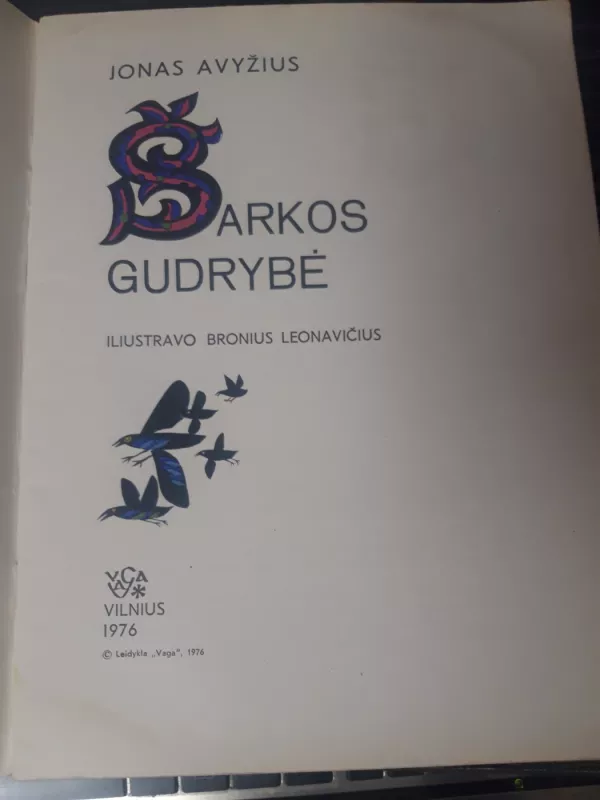 JONAS AVYŽIUS
ŠARKOS
GUDRYBĖ
ILIUSTRAVO BRONIUS LEONAVIČIUS
VAGA
VILNIUS
1976
© Leidykla „Vaga", 1976